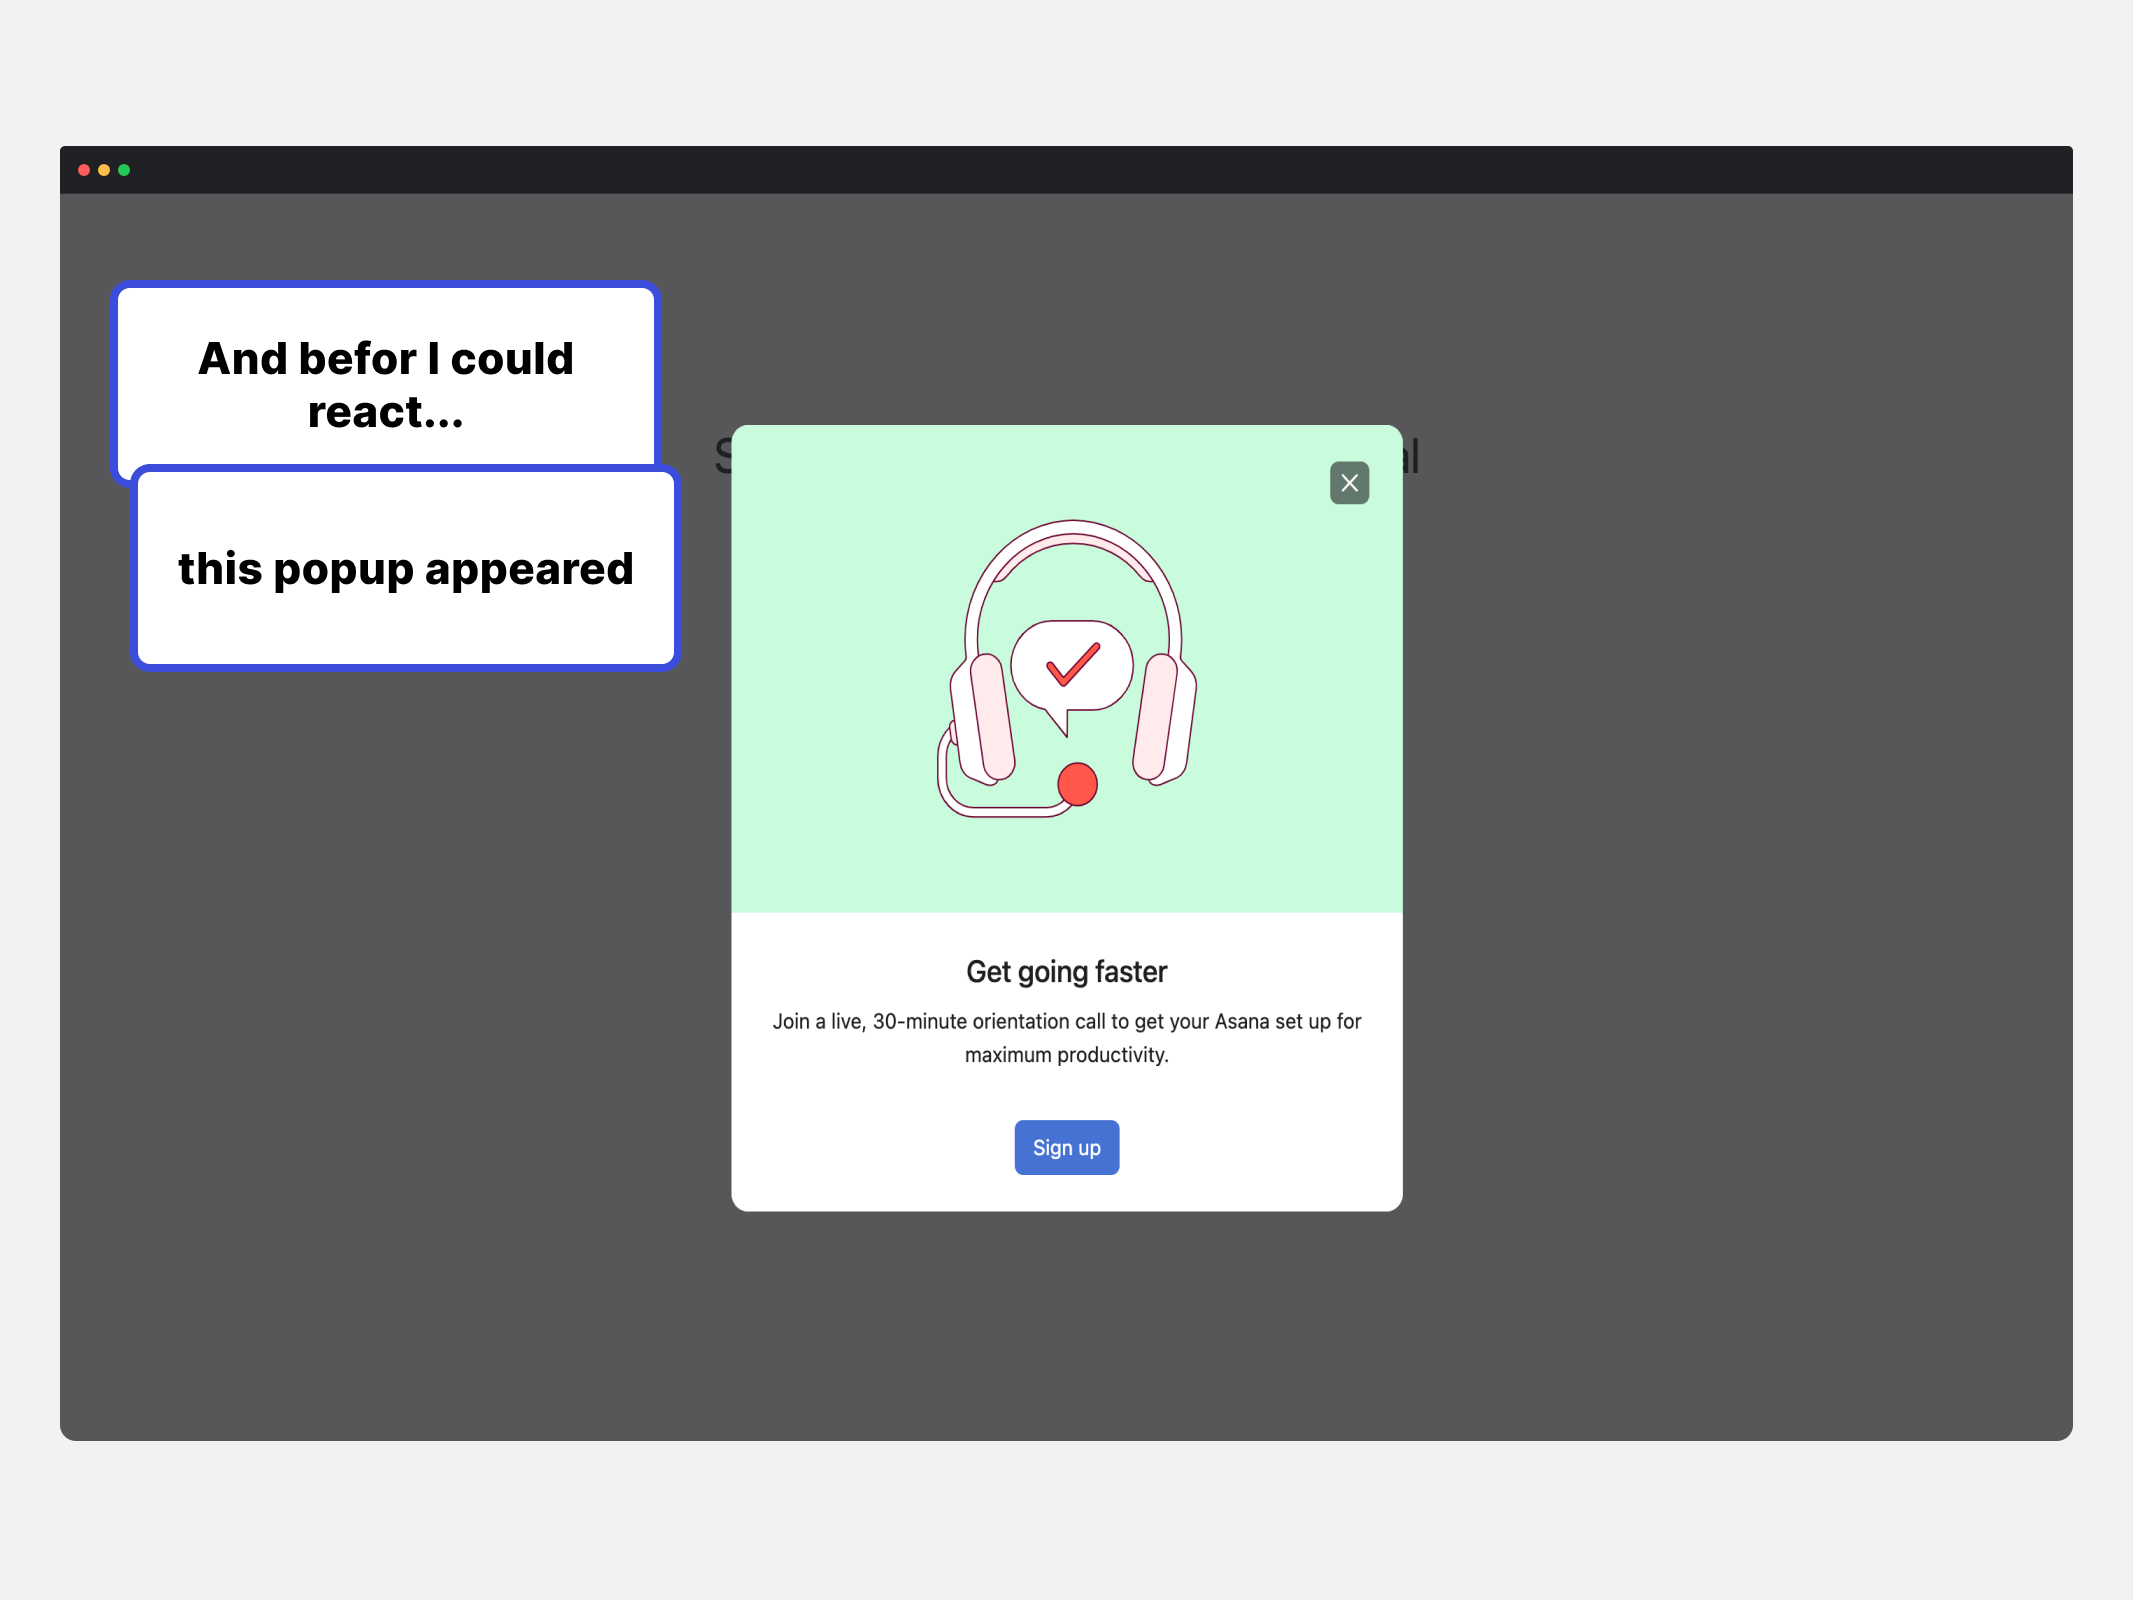 And befor I could
react...
this popup appeared
Get going faster
Join a live, 30-minute orientation call to get your Asana set up for
maximum productivity.
Sign up